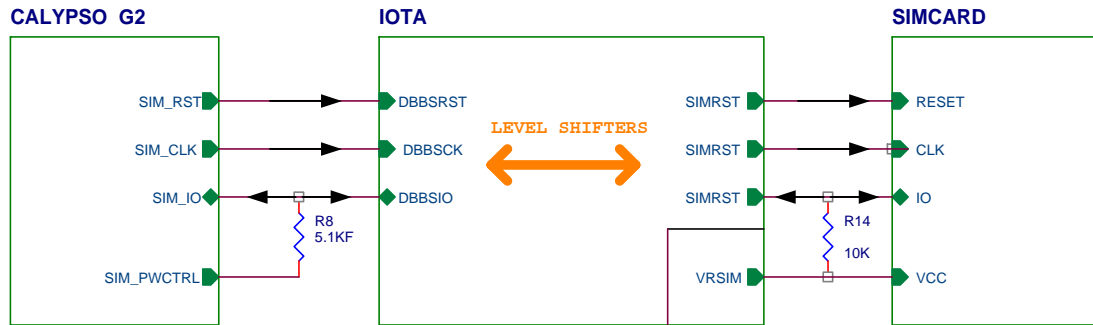 CALYPSO G2
IOTA
SIMCARD
SIM_RST
DBBSRST
SIMRST
RESET
LEVEL SHIFTERS
SIM_CLK
DBBSCK
SIMRST
CLK
SIM_IO
DBBSIO
SIMRST
IO
R8
5.1KF
R14
10K
SIM_PWCTRL
VRSIM
VCC